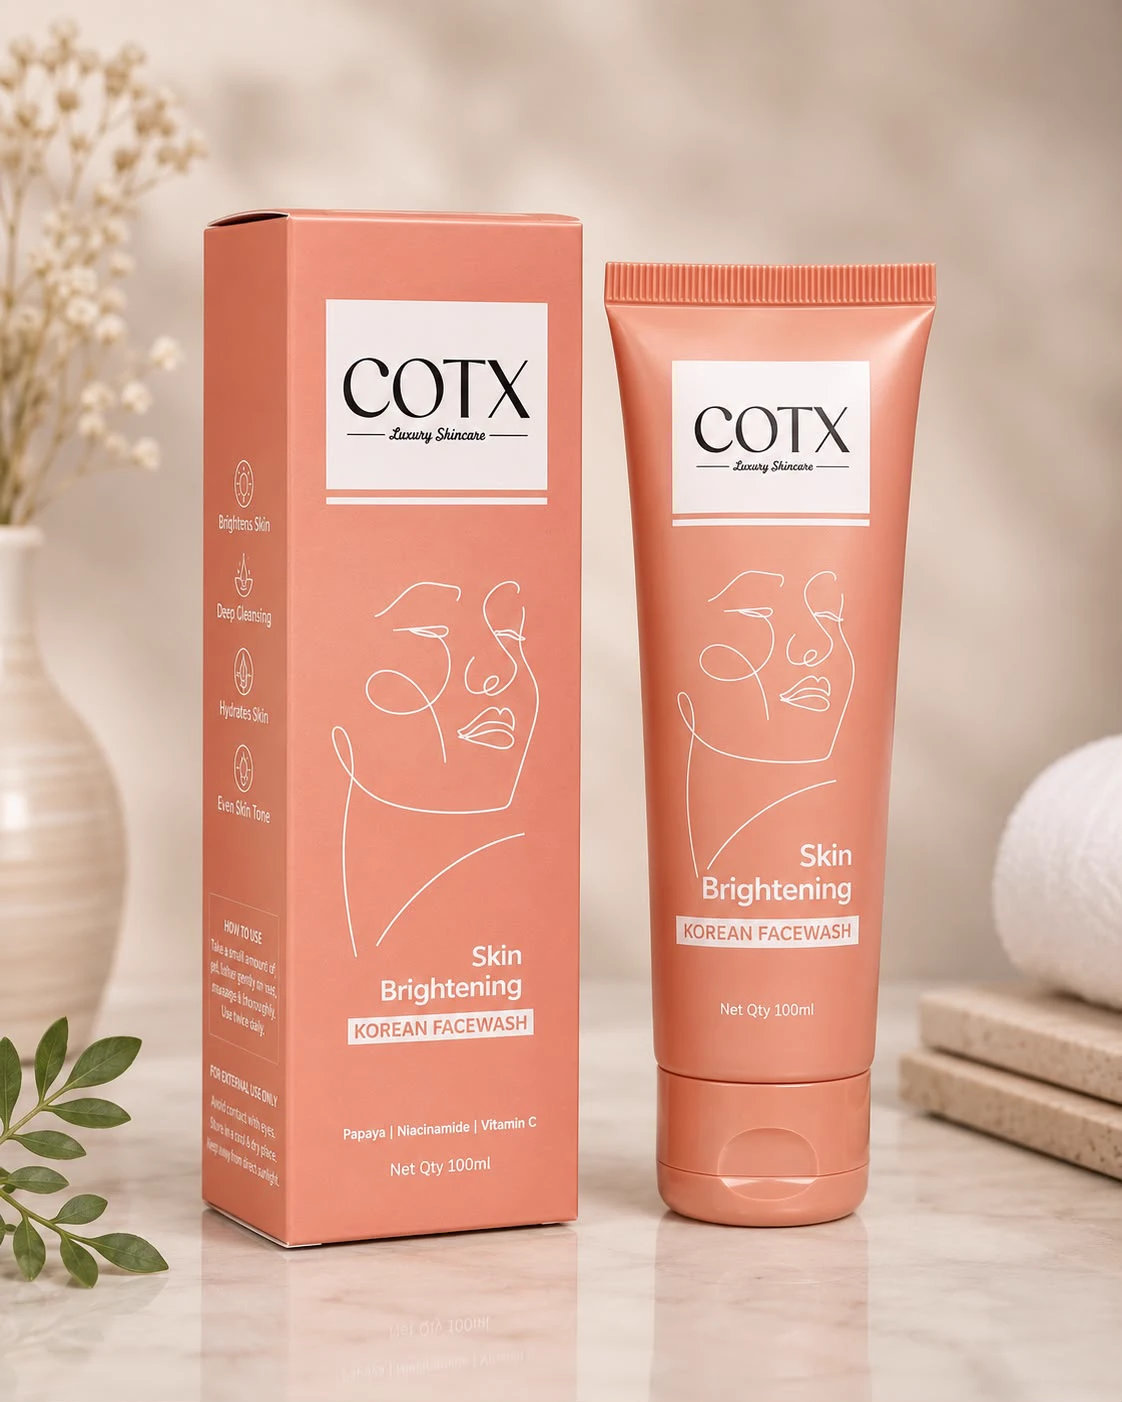 COTX
Luxury Skincare
Brightens Skin
Deep Cleansing
Hydrates Skin
Even Skin Tone
HOW TO USE
Take a small amount of
gel, lather gently on wet,
massage & thoroughly.
Use twice daily.
FOR EXTERNAL USE ONLY
Avoid contact with eyes.
Store in a cool & dry place.
Keep away from direct sunlight.
Skin
Brightening
KOREAN FACEWASH
Papaya | Niacinamide | Vitamin C
Net Qty 100ml
COTX
Luxury Skincare
Skin
Brightening
KOREAN FACEWASH
Net Qty 100ml